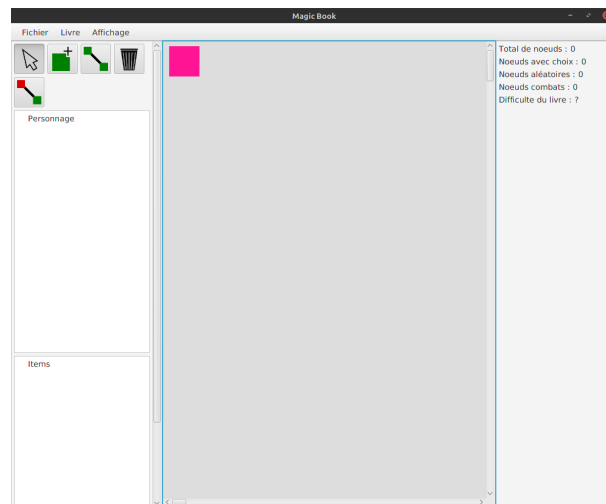 Magic Book
Fichier Livre Affichage
Personnage
Items
Total de noeuds : 0
Noeuds avec choix : 0
Noeuds aléatoires : 0
Noeuds combats : 0
Difficulte du livre : ?